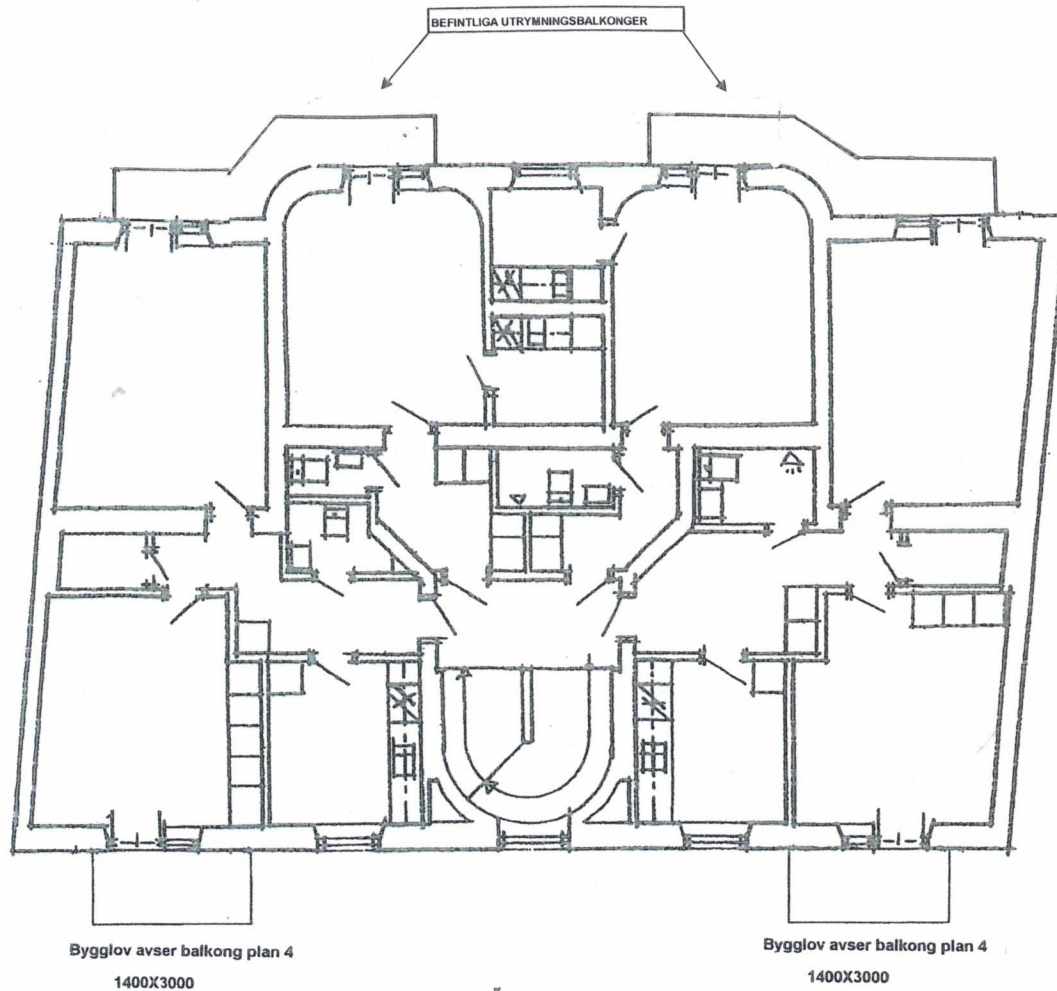 BEFINTLIGA UTRYMNINGSBALKONGER
Bygglov avser balkong plan 4
1400X3000
Bygglov avser balkong plan 4
1400X3000